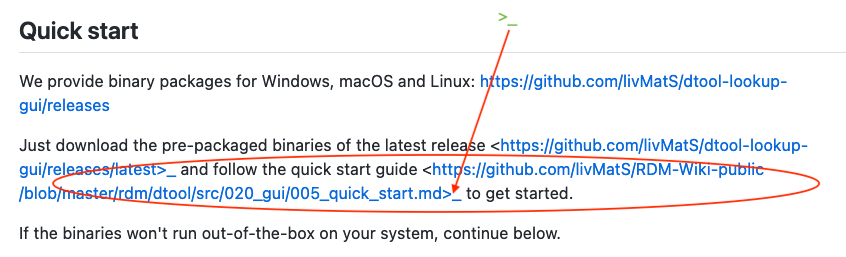 >_
Quick start
We provide binary packages for Windows, macOS and Linux: https://github.com/livMatS/dtool-lookup-
gui/releases
Just download the pre-packaged binaries of the latest release <https://github.com/livMatS/dtool-lookup-
gui/releases/latest>_ and follow the quick start guide <https://github.com/livMatS/RDM-Wiki-public
/blob/master/rdm/dtool/src/020_gui/005_quick_start.md>_ to get started.
If the binaries won't run out-of-the-box on your system, continue below.